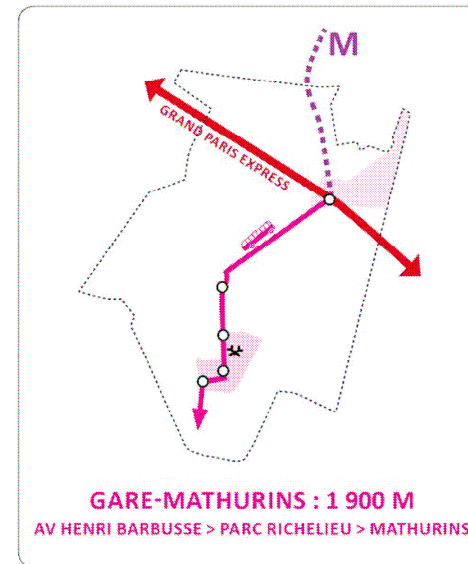 M
GRAND PARIS EXPRESS
GARE-MATHURINS : 1 900 M
AV HENRI BARBUSSE > PARC RICHELIEU > MATHURINS